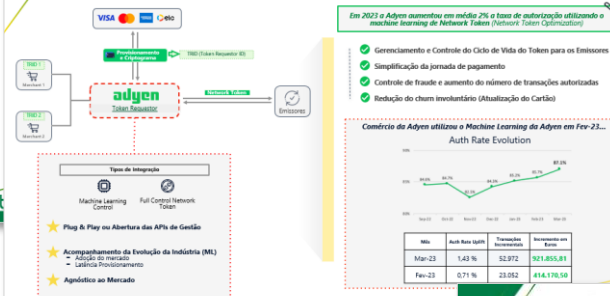 VISA
elo
Provisionamento
e Criptograma
TRID (Token Requestor ID)
TRID 1
Merchant 1
TRID 2
Merchant 2
adyen
Token Requestor
Network Token
Emissores
Tipos de Integração
Machine Learning
Control
Full Control Network
Token
Plug & Play ou Abertura das APIs de Gestão
Acompanhamento da Evolução da Indústria (ML)
- Adoção do mercado
- Latência Provisionamento
Agnóstico ao Mercado
Em 2023 a Adyen aumentou em média 2% a taxa de autorização utilizando o
machine learning de Network Token (Network Token Optimization)
Gerenciamento e Controle do Ciclo de Vida do Token para os Emissores
Simplificação da jornada de pagamento
Controle de fraude e aumento do número de transações autorizadas
Redução do churn involuntário (Atualização do Cartão)
Comércio da Adyen utilizou o Machine Learning da Adyen em Fev-23...
Auth Rate Evolution
Mês Auth Rate Uplift Transações Incrementais Incremento em Euros
Mar-23 1,43 % 52.972 921.855,81
Fev-23 0,71 % 23.052 414.170,50